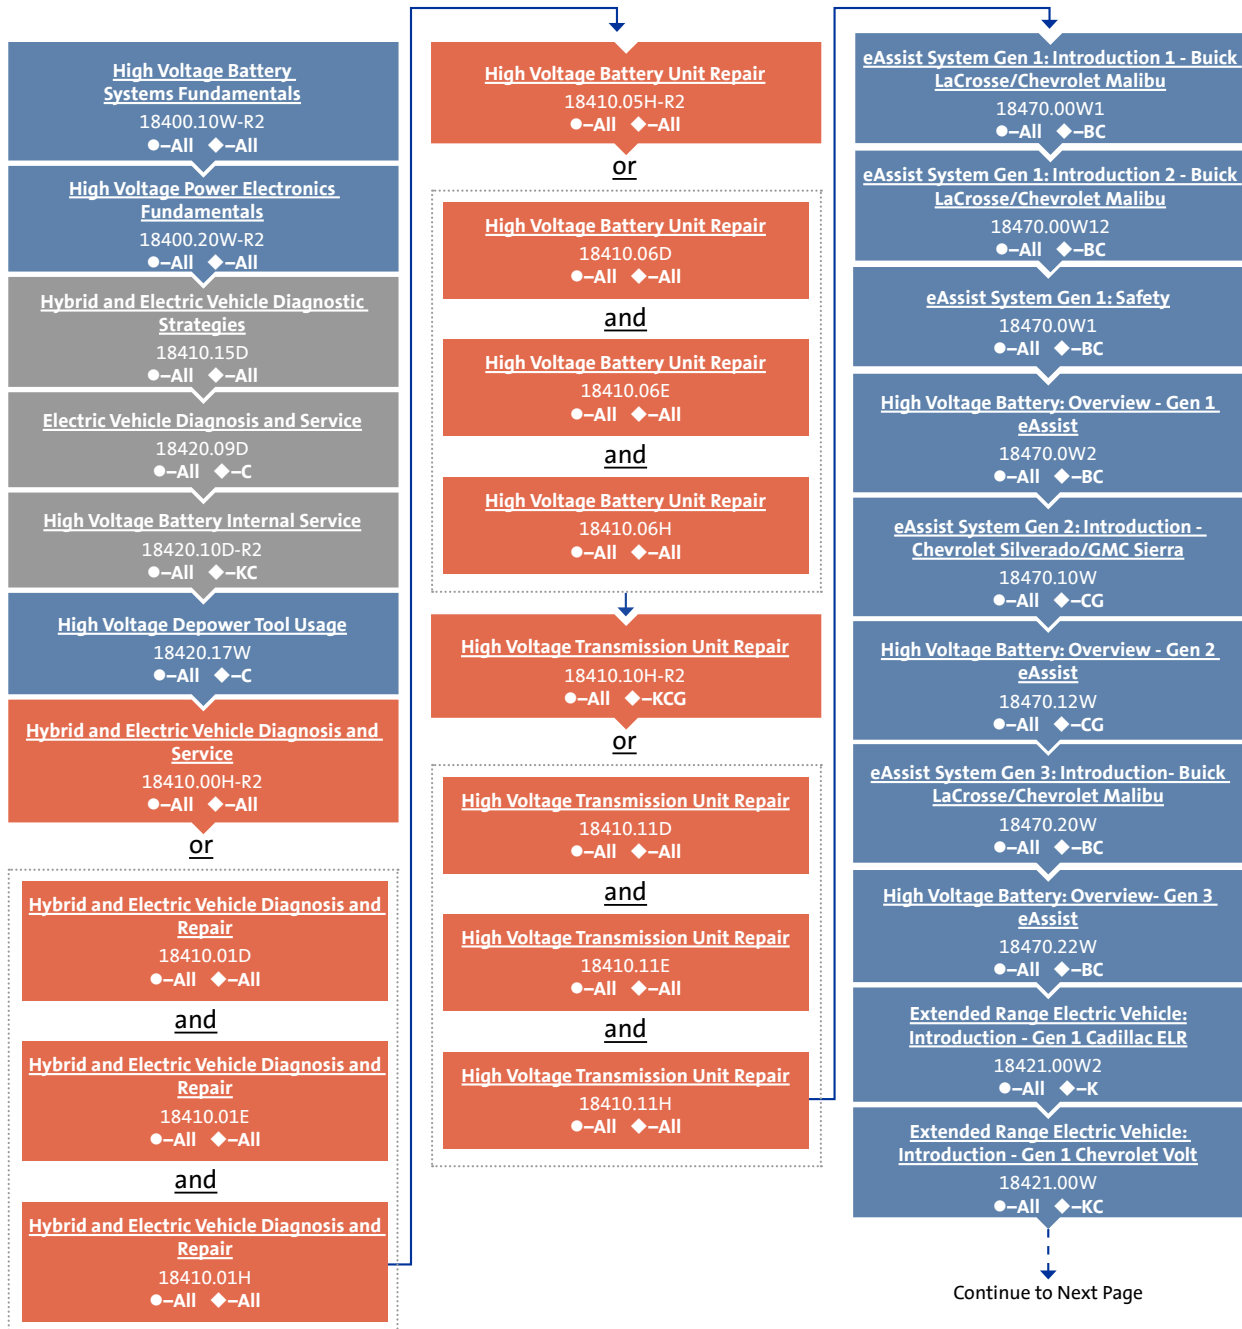 High Voltage Battery
Systems Fundamentals
18400.10W-R2
●–All ◆–All
High Voltage Power Electronics
Fundamentals
18400.20W-R2
●–All ◆–All
Hybrid and Electric Vehicle Diagnostic
Strategies
18410.15D
●–All ◆–All
Electric Vehicle Diagnosis and Service
18420.09D
●–All ◆–C
High Voltage Battery Internal Service
18420.10D-R2
●–All ◆–KC
High Voltage Depower Tool Usage
18420.17W
●–All ◆–C
Hybrid and Electric Vehicle Diagnosis and
Service
18410.00H-R2
●–All ◆–All
or
Hybrid and Electric Vehicle Diagnosis and
Repair
18410.01D
●–All ◆–All
and
Hybrid and Electric Vehicle Diagnosis and
Repair
18410.01E
●–All ◆–All
and
Hybrid and Electric Vehicle Diagnosis and
Repair
18410.01H
●–All ◆–All
High Voltage Battery Unit Repair
18410.05H-R2
●–All ◆–All
or
High Voltage Battery Unit Repair
18410.06D
●–All ◆–All
and
High Voltage Battery Unit Repair
18410.06E
●–All ◆–All
and
High Voltage Battery Unit Repair
18410.06H
●–All ◆–All
High Voltage Transmission Unit Repair
18410.10H-R2
●–All ◆–KCG
or
High Voltage Transmission Unit Repair
18410.11D
●–All ◆–All
and
High Voltage Transmission Unit Repair
18410.11E
●–All ◆–All
and
High Voltage Transmission Unit Repair
18410.11H
●–All ◆–All
eAssist System Gen 1: Introduction 1 - Buick
LaCrosse/Chevrolet Malibu
18470.00W1
●–All ◆–BC
eAssist System Gen 1: Introduction 2 - Buick
LaCrosse/Chevrolet Malibu
18470.00W12
●–All ◆–BC
eAssist System Gen 1: Safety
18470.0W1
●–All ◆–BC
High Voltage Battery: Overview - Gen 1
eAssist
18470.0W2
●–All ◆–BC
eAssist System Gen 2: Introduction -
Chevrolet Silverado/GMC Sierra
18470.10W
●–All ◆–CG
High Voltage Battery: Overview - Gen 2
eAssist
18470.12W
●–All ◆–CG
eAssist System Gen 3: Introduction- Buick
LaCrosse/Chevrolet Malibu
18470.20W
●–All ◆–BC
High Voltage Battery: Overview- Gen 3
eAssist
18470.22W
●–All ◆–BC
Extended Range Electric Vehicle:
Introduction - Gen 1 Cadillac ELR
18421.00W2
●–All ◆–K
Extended Range Electric Vehicle:
Introduction - Gen 1 Chevrolet Volt
18421.00W
●–All ◆–KC
Continue to Next Page